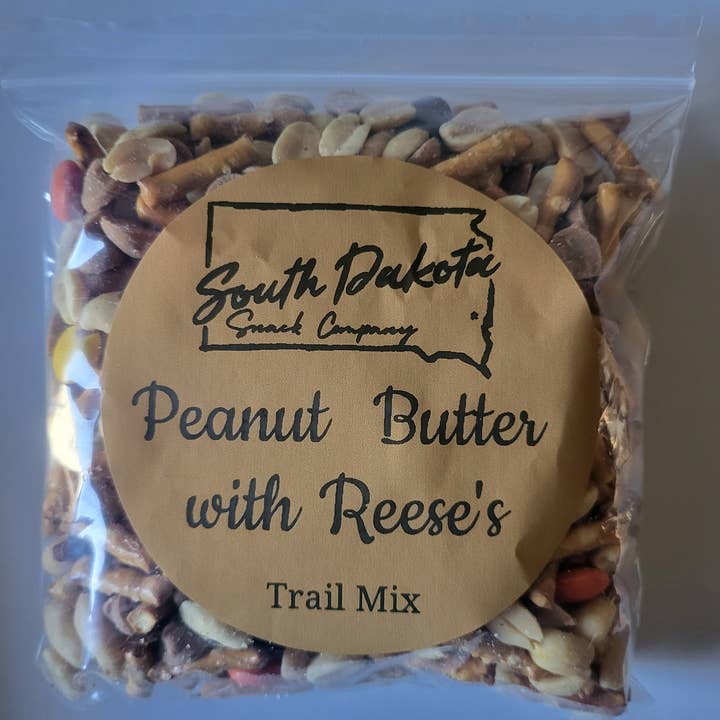 South Dakota
Snack Company
Peanut Butter
with Reese's
Trail Mix